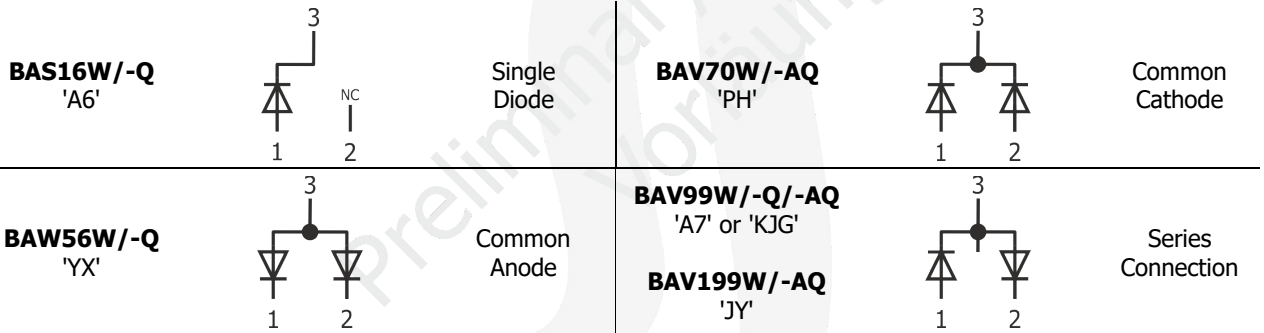 3
BAS16W/-Q
'A6'
NC
1 2
Single
Diode
3
BAV70W/-AQ
'PH'
1 2
Common
Cathode
3
BAW56W/-Q
'YX'
1 2
Common
Anode
3
BAV99W/-Q/-AQ
'A7' or 'KJG'
BAV199W/-AQ
'JY'
1 2
Series
Connection
Preliminar